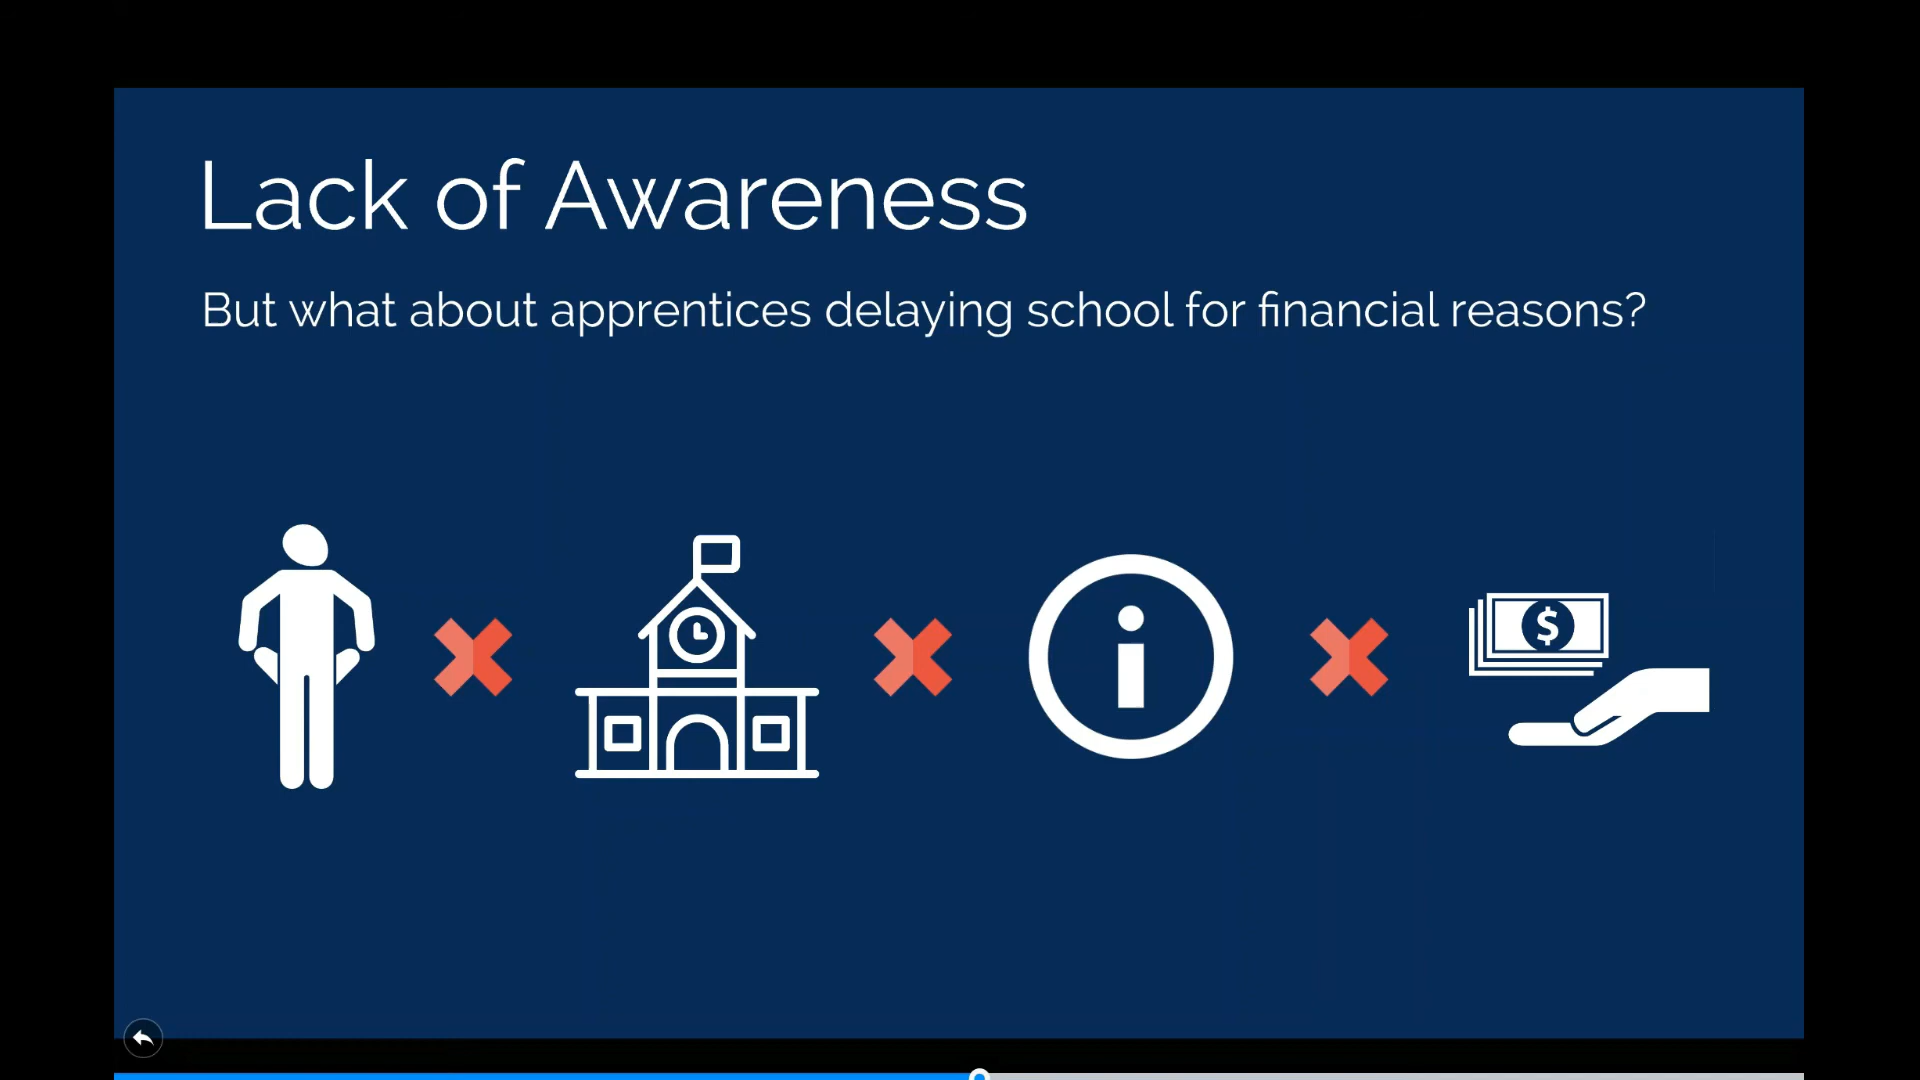 Lack of Awareness
But what about apprentices delaying school for financial reasons?
i
$